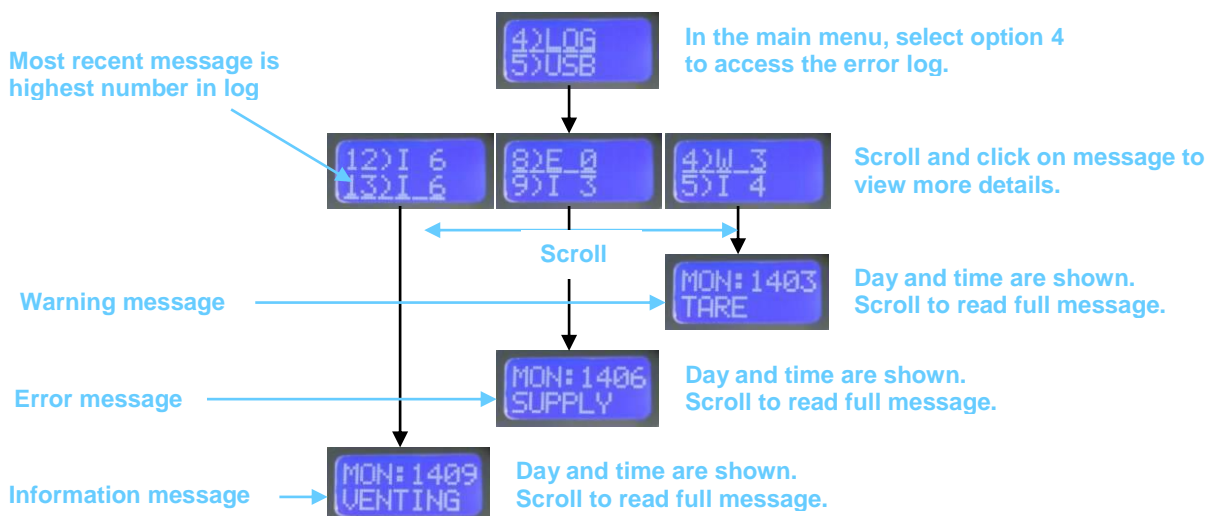 4)LOG
5)USB
In the main menu, select option 4
to access the error log.
Most recent message is
highest number in log
12)I 6
13)I 6
8)E 0
9)I 3
4)W 3
5)I 4
Scroll and click on message to
view more details.
Scroll
Warning message
MON:1403
TARE
Day and time are shown.
Scroll to read full message.
Error message
MON:1406
SUPPLY
Day and time are shown.
Scroll to read full message.
Information message
MON:1409
VENTING
Day and time are shown.
Scroll to read full message.